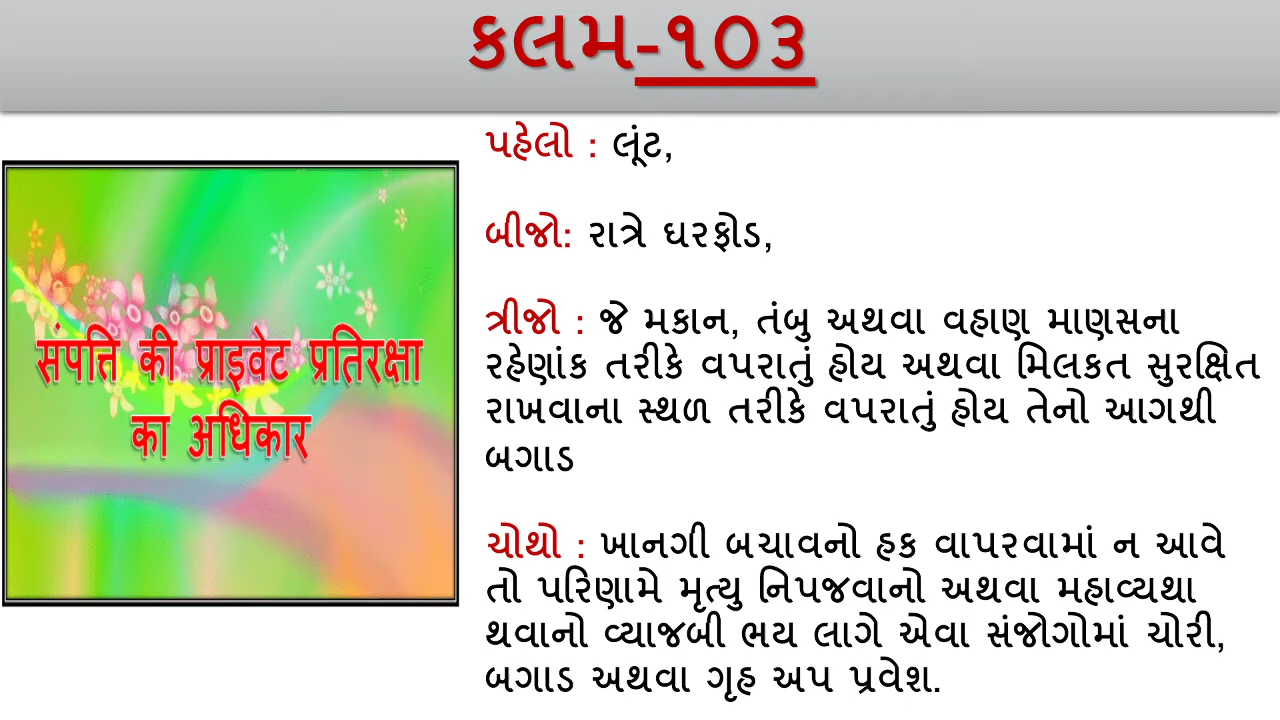 કલમ-૧૦૩
પહેલો : લૂંટ,
બીજો: રાત્રે ઘરફોડ,
ત્રીજો : જે મકાન, તંબુ અથવા વહાણ માણસના
રહેણાંક તરીકે વપરાતું હોય અથવા મિલકત સુરક્ષિત
રાખવાના સ્થળ તરીકે વપરાતું હોય તેનો આગથી
બગાડ
ચોથો : ખાનગી બચાવનો હક વાપરવામાં ન આવે
તો પરિણામે મૃત્યુ નિપજવાનો અથવા મહાવ્યથા
થવાનો વ્યાજબી ભય લાગે એવા સંજોગોમાં ચોરી,
બગાડ અથવા ગૃહ અપ પ્રવેશ.
संपत्ति की प्राइवेट प्रतिरक्षा
का अधिकार